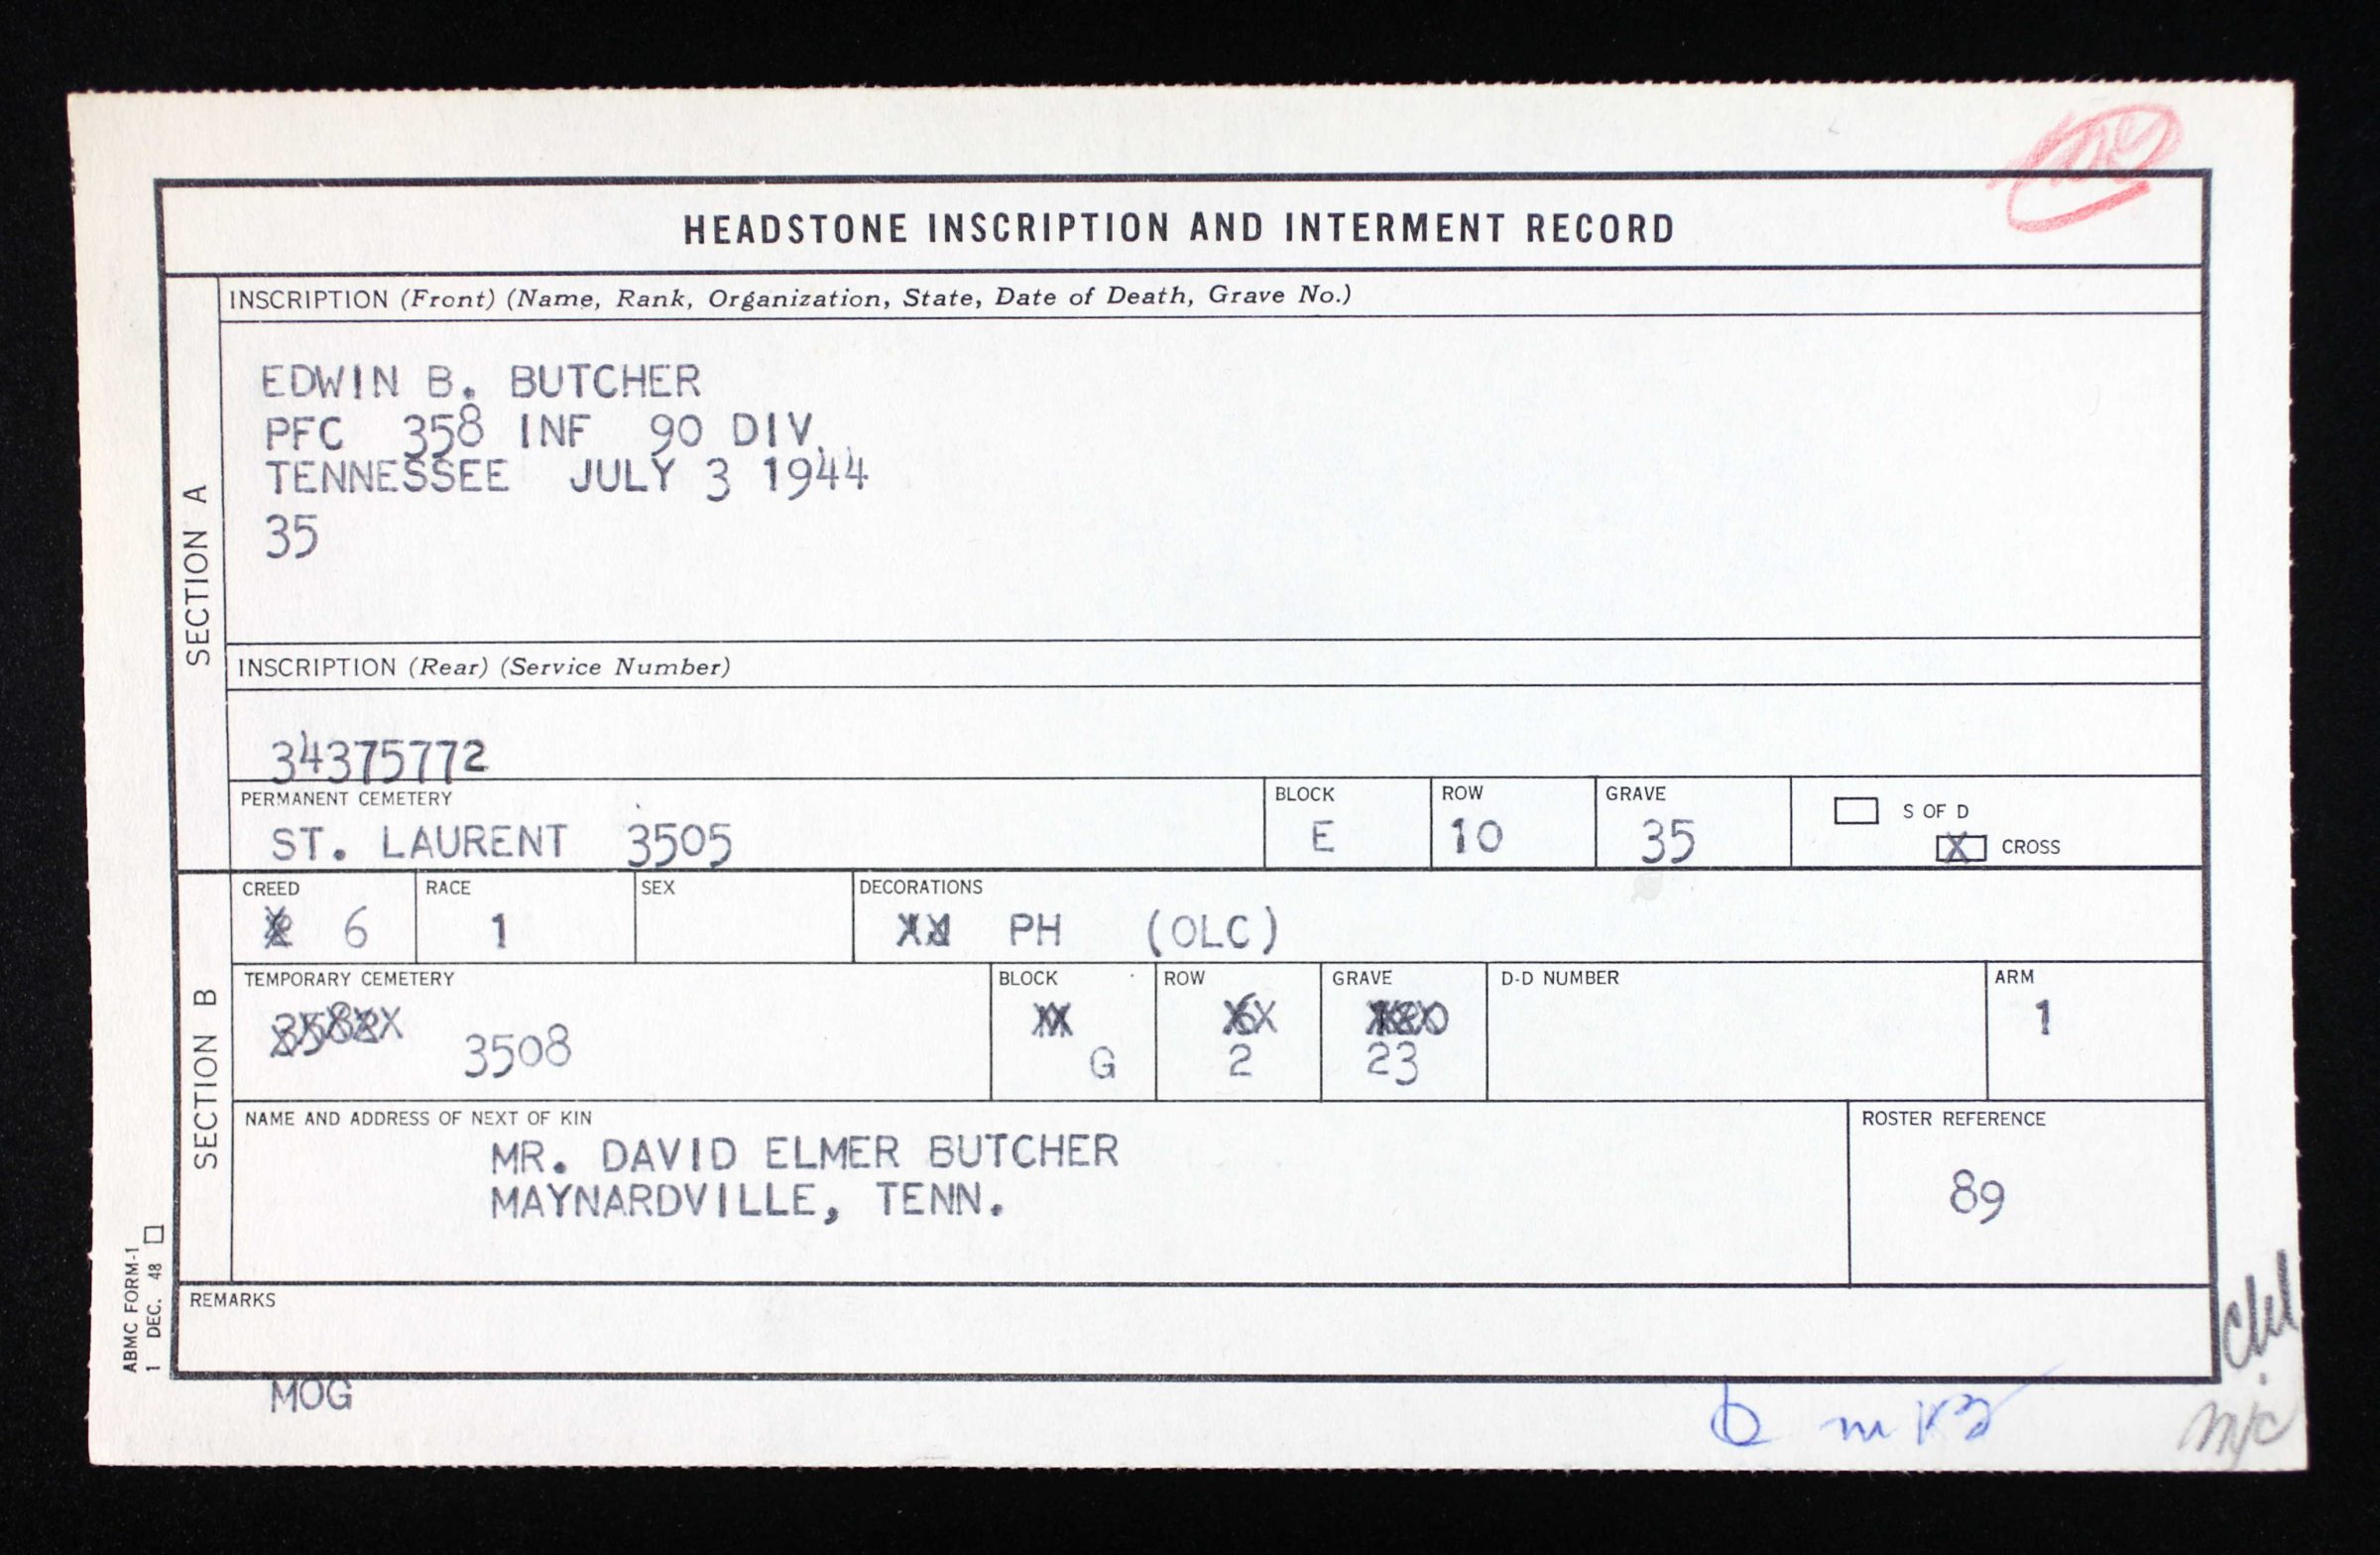 HEADSTONE INSCRIPTION AND INTERMENT RECORD
SECTION A
INSCRIPTION (Front) (Name, Rank, Organization, State, Date of Death, Grave No.)
EDWIN B. BUTCHER
PFC 358 INF 90 DIV
TENNESSEE JULY 3 1944
35
INSCRIPTION (Rear) (Service Number)
34375772
PERMANENT CEMETERY BLOCK ROW GRAVE
ST. LAURENT 3505 E 10 35
S OF D
X CROSS
SECTION B
CREED RACE SEX DECORATIONS
6 1 PH (OLC)
TEMPORARY CEMETERY BLOCK ROW GRAVE D-D NUMBER ARM
1
3508 G 2 23
NAME AND ADDRESS OF NEXT OF KIN ROSTER REFERENCE
MR. DAVID ELMER BUTCHER
MAYNARDVILLE, TENN.
89
REMARKS
ABMC FORM-1
1 DEC. 48
MOG